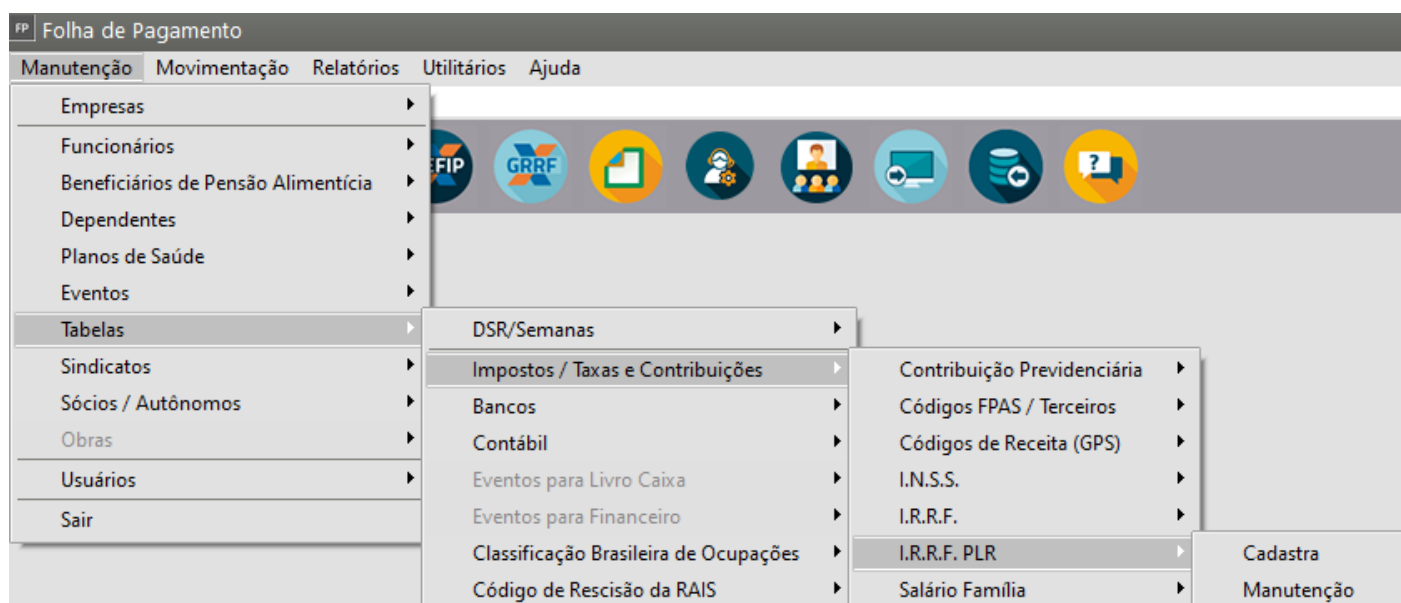 FP Folha de Pagamento
Manutenção Movimentação Relatórios Utilitários Ajuda
Empresas
Funcionários
Beneficiários de Pensão Alimentícia
Dependentes
Planos de Saúde
Eventos
Tabelas
Sindicatos
Sócios / Autônomos
Obras
Usuários
Sair
EFIP
GRRF
?
DSR/Semanas
Impostos / Taxas e Contribuições
Bancos
Contábil
Eventos para Livro Caixa
Eventos para Financeiro
Classificação Brasileira de Ocupações
Código de Rescisão da RAIS
Contribuição Previdenciária
Códigos FPAS / Terceiros
Códigos de Receita (GPS)
I.N.S.S.
I.R.R.F.
I.R.R.F. PLR
Salário Família
Cadastra
Manutenção